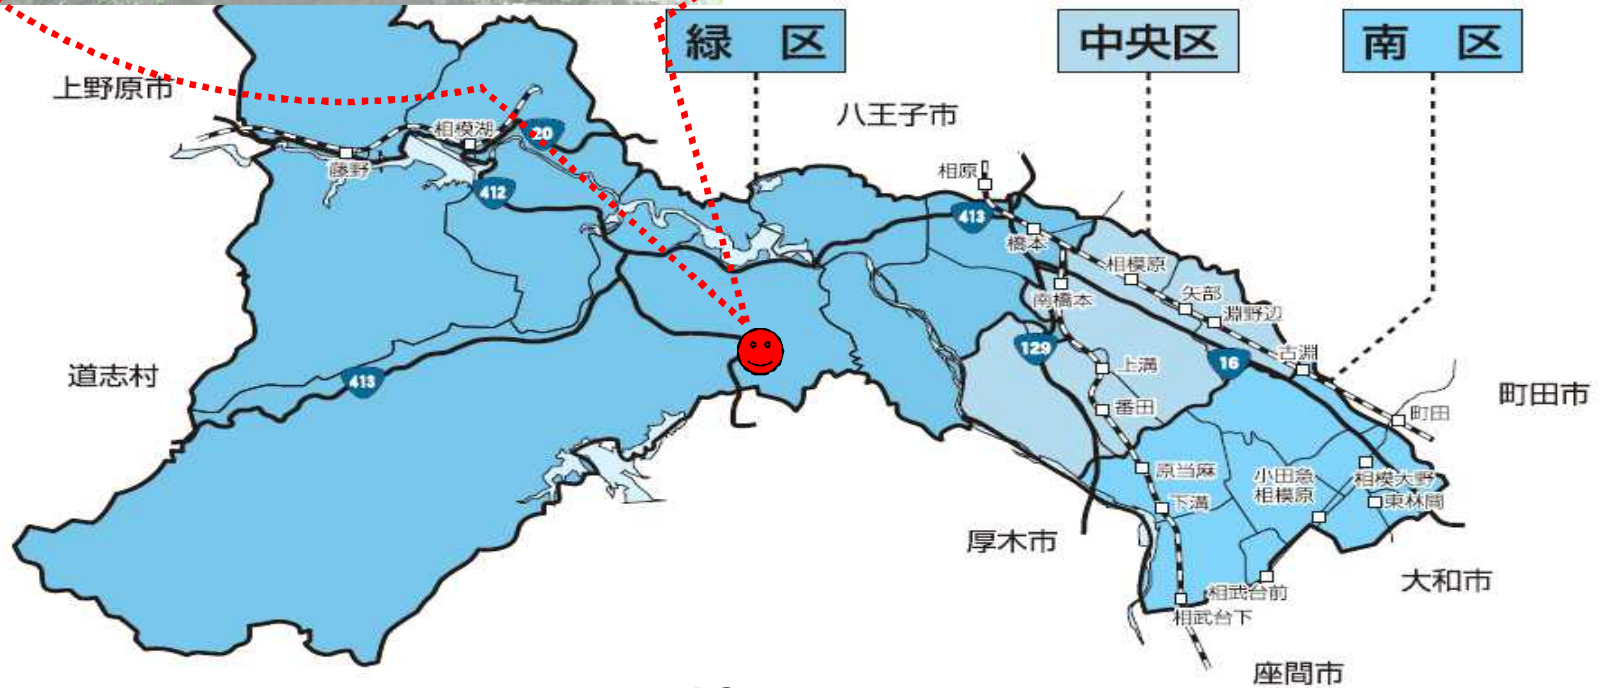 緑 区
中央区
南 区
上野原市
八王子市
相模湖
20
藤野
412
相原
413
橋本
相模原
南橋本
矢部
淵野辺
129
古淵
16
上溝
道志村
413
町田市
番田
町田
原当麻
小田急
相模原
相模大野
下溝
東林間
厚木市
大和市
相武台前
相武台下
座間市